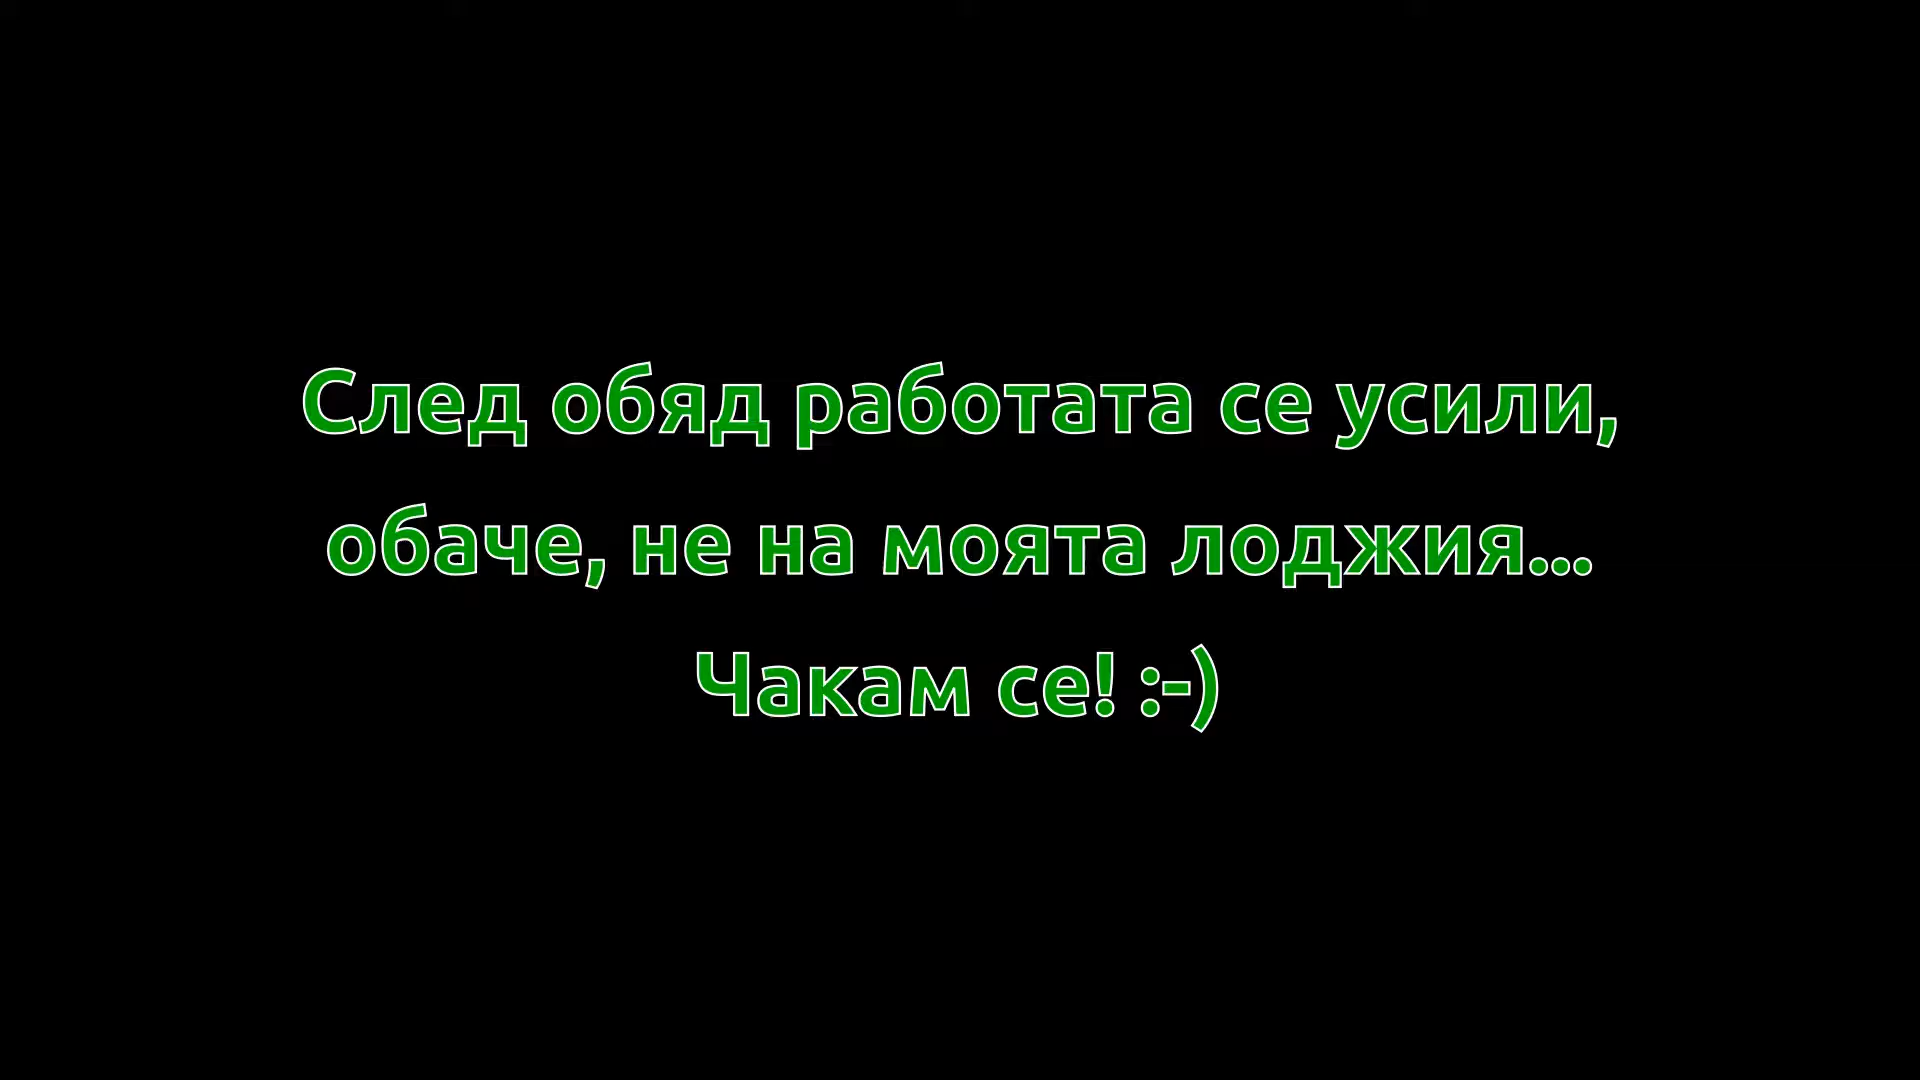 След обяд работата се усили,
обаче, не на моята лоджия...
Чакам се! :-)